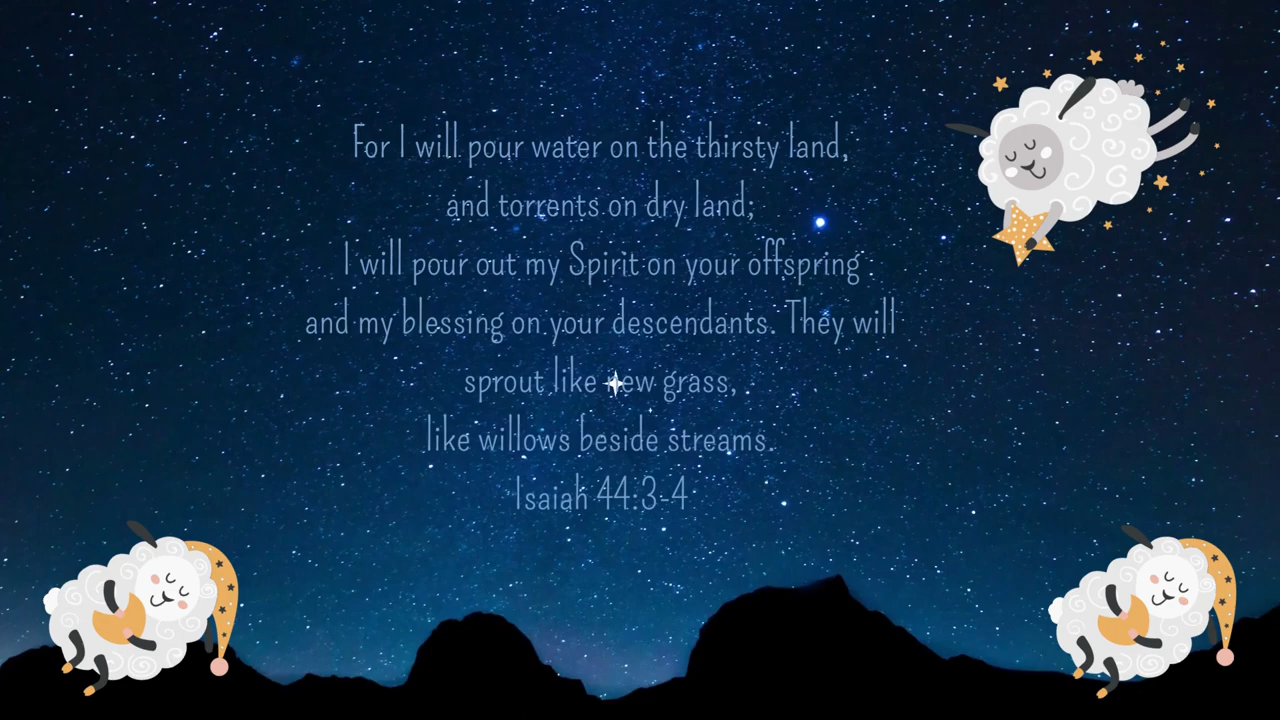 For I will pour water on the thirsty land,
and torrents on dry land;
I will pour out my Spirit on your offspring
and my blessing on your descendants. They will
sprout like new grass,
like willows beside streams.
Isaiah 44:3-4